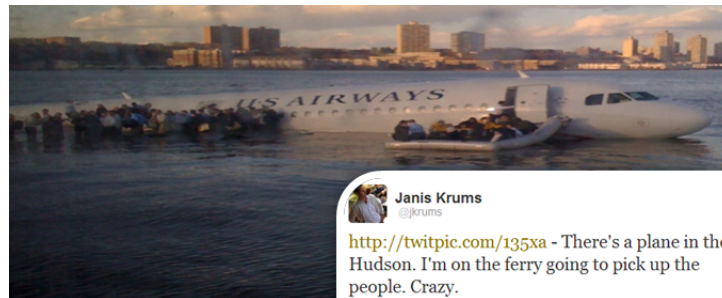 US AIRWAYS
Janis Krums
@jkrums
http://twitpic.com/135xa - There's a plane in the
Hudson. I'm on the ferry going to pick up the
people. Crazy.